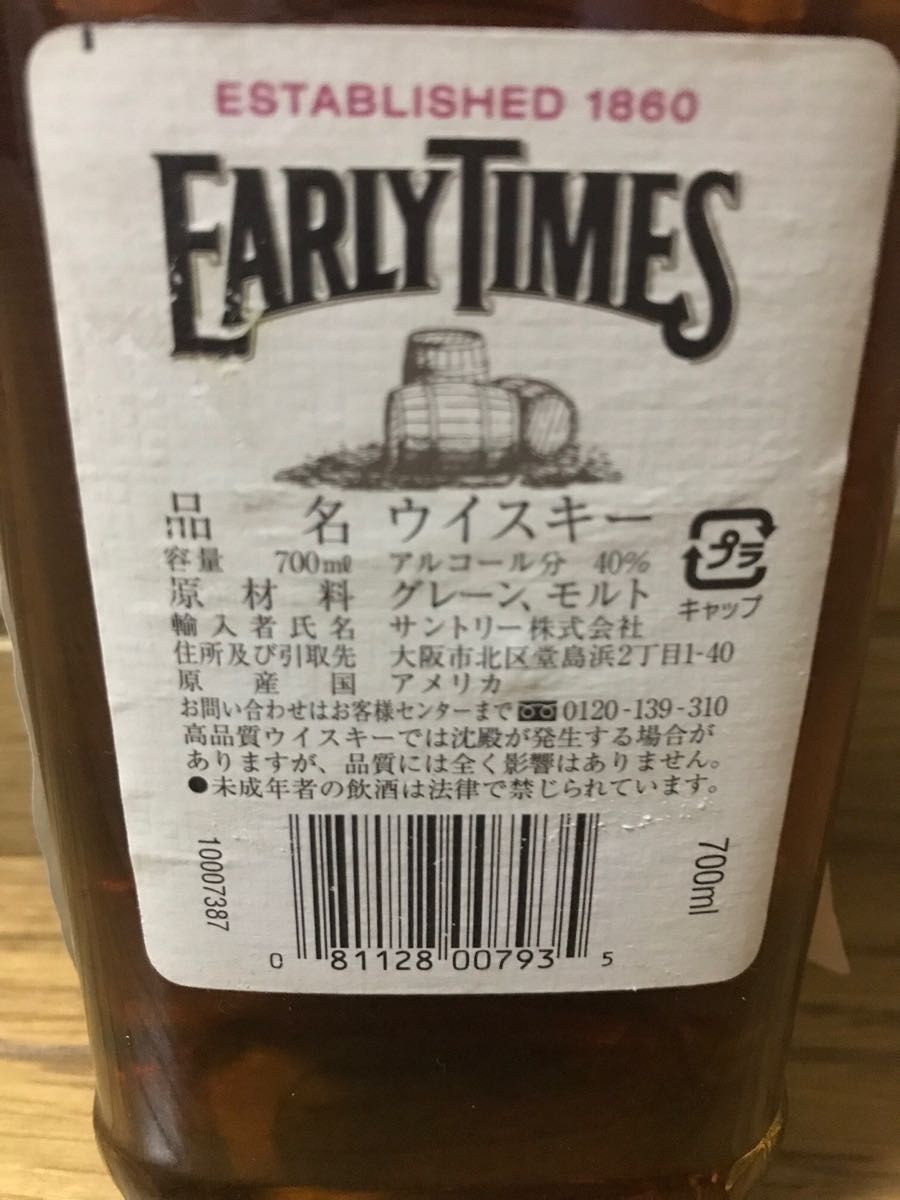 ESTABLISHED 1860
EARLY TIMES
品名 ウイスキー
容量 700mℓ アルコール分 40%
原材料 グレーン、モルト
輸入者氏名 サントリー株式会社
住所及び引取先 大阪市北区堂島浜2丁目1-40
原産国 アメリカ
プラ
キャップ
お問い合わせはお客様センターまで 0120-139-310
高品質ウイスキーでは沈殿が発生する場合が
ありますが、品質には全く影響はありません。
●未成年者の飲酒は法律で禁じられています。
10007387
0 81128 00793 5
700ml